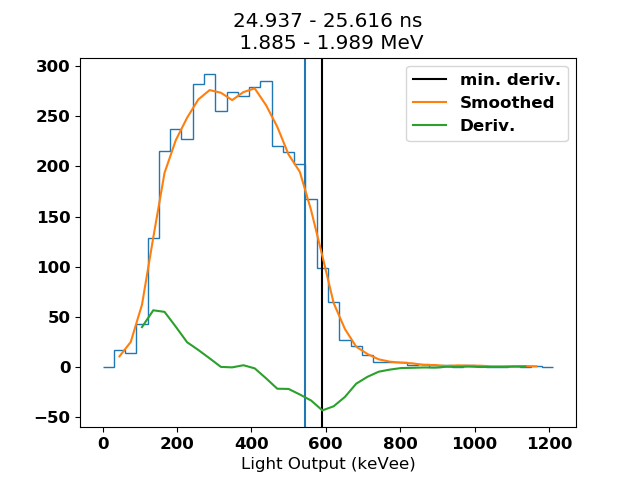 24.937 - 25.616 ns
1.885 - 1.989 MeV
min. deriv.
Smoothed
Deriv.
300
250
200
150
100
50
0
−50
0 200 400 600 800 1000 1200
Light Output (keVee)